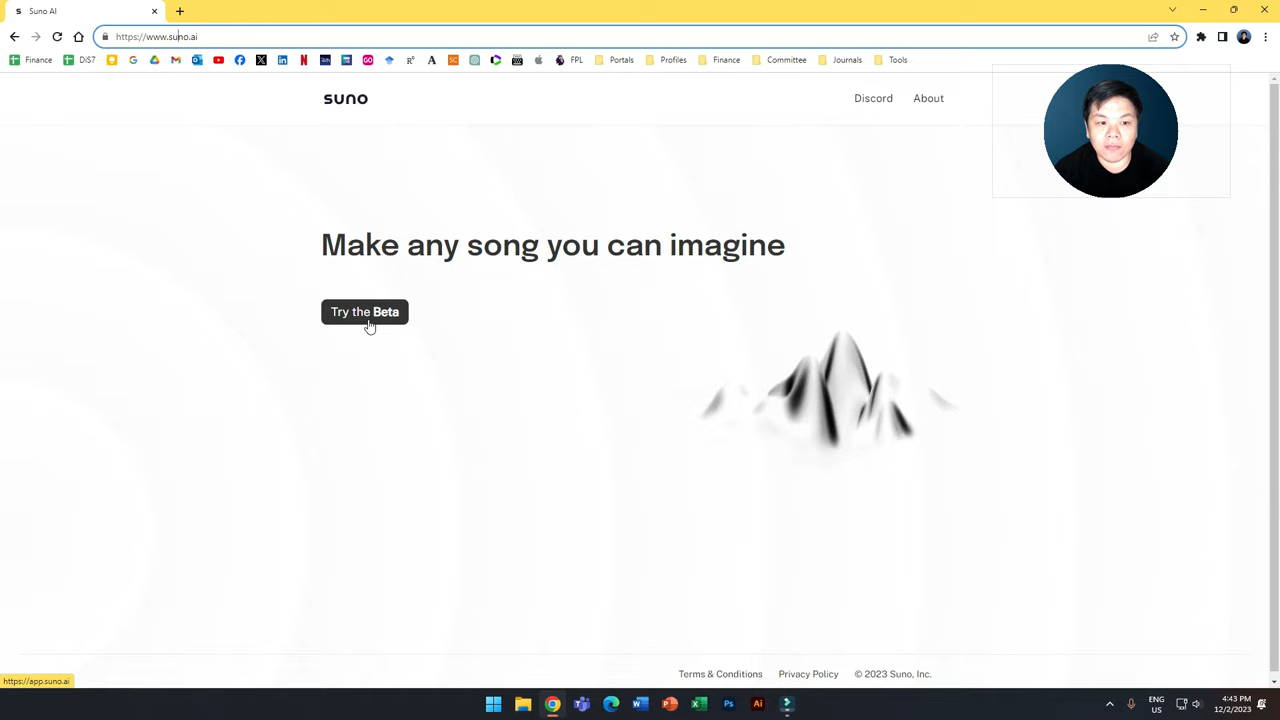 Suno AI
https://www.suno.ai
Finance
DiS7
FPL
Portals
Profiles
Finance
Committee
Journals
Tools
suno
Discord
About
Make any song you can imagine
Try the Beta
Terms & Conditions
Privacy Policy
© 2023 Suno, Inc.
https://app.suno.ai
ENG
US
4:43 PM
12/2/2023